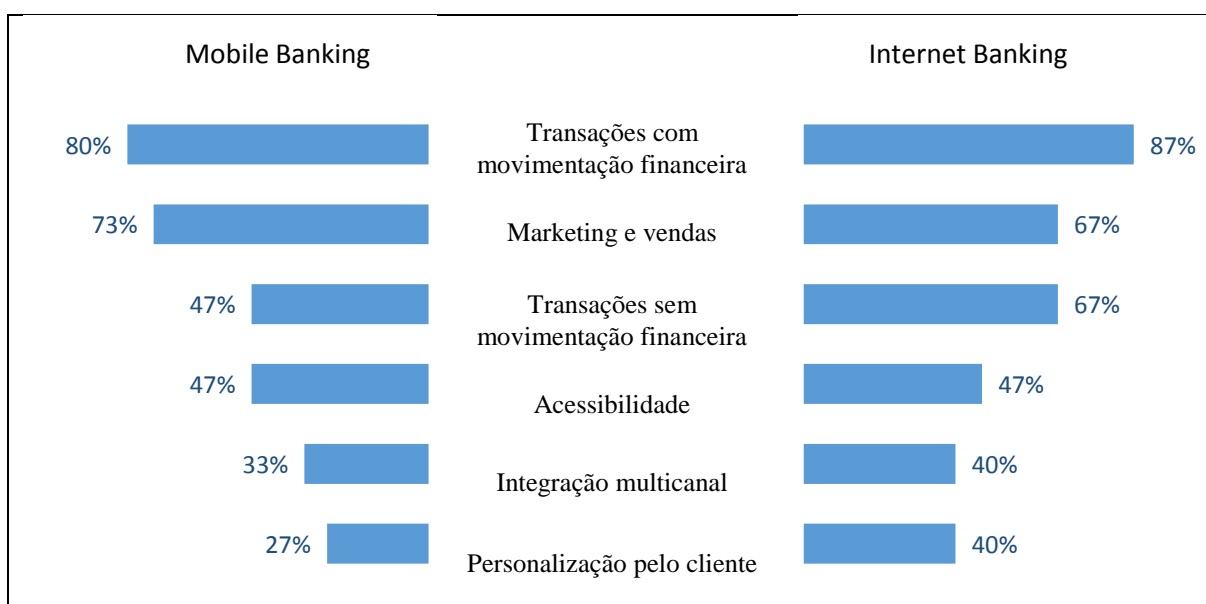 Mobile Banking
Internet Banking
80%
Transações com
movimentação financeira
87%
73%
Marketing e vendas
67%
47%
Transações sem
movimentação financeira
67%
47%
Acessibilidade
47%
33%
Integração multicanal
40%
27%
Personalização pelo cliente
40%